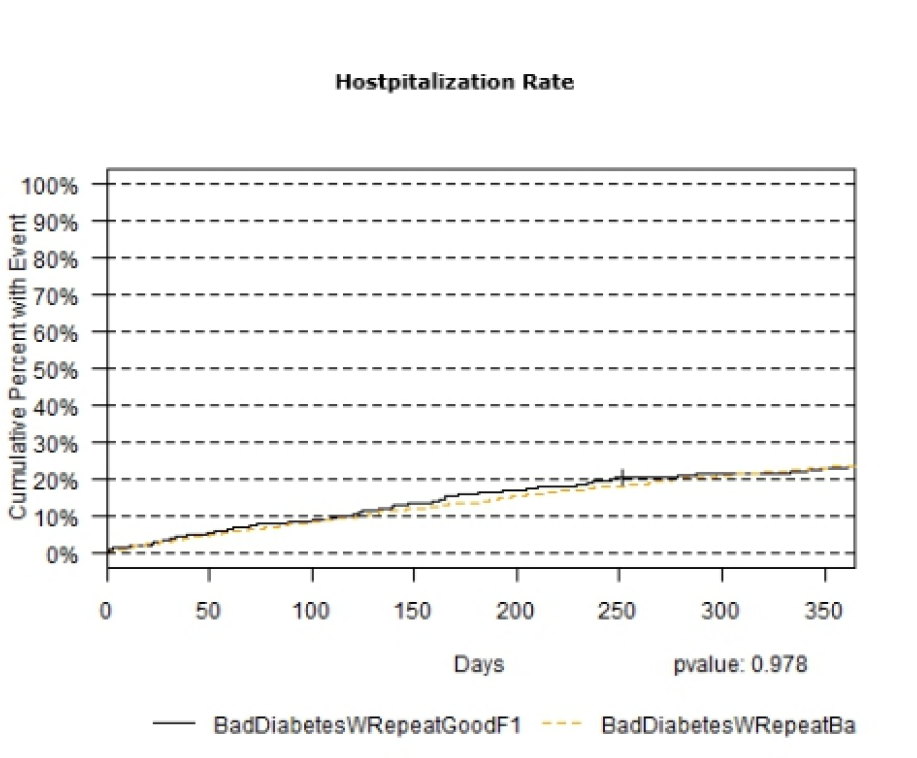 Hostpitalization Rate
Cumulative Percent with Event
100%
90%
80%
70%
60%
50%
40%
30%
20%
10%
0%
0 50 100 150 200 250 300 350
Days pvalue: 0.978
BadDiabetesWRepeatGoodF1 BadDiabetesWRepeatBa